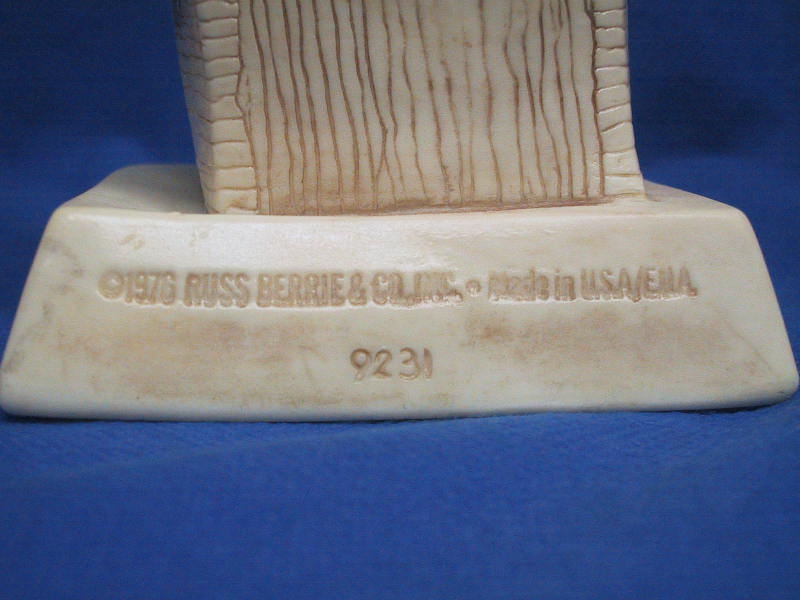 ©1976 RUSS BERRIE & CO., INC. • Made in U.S.A./E.U.A.
9231